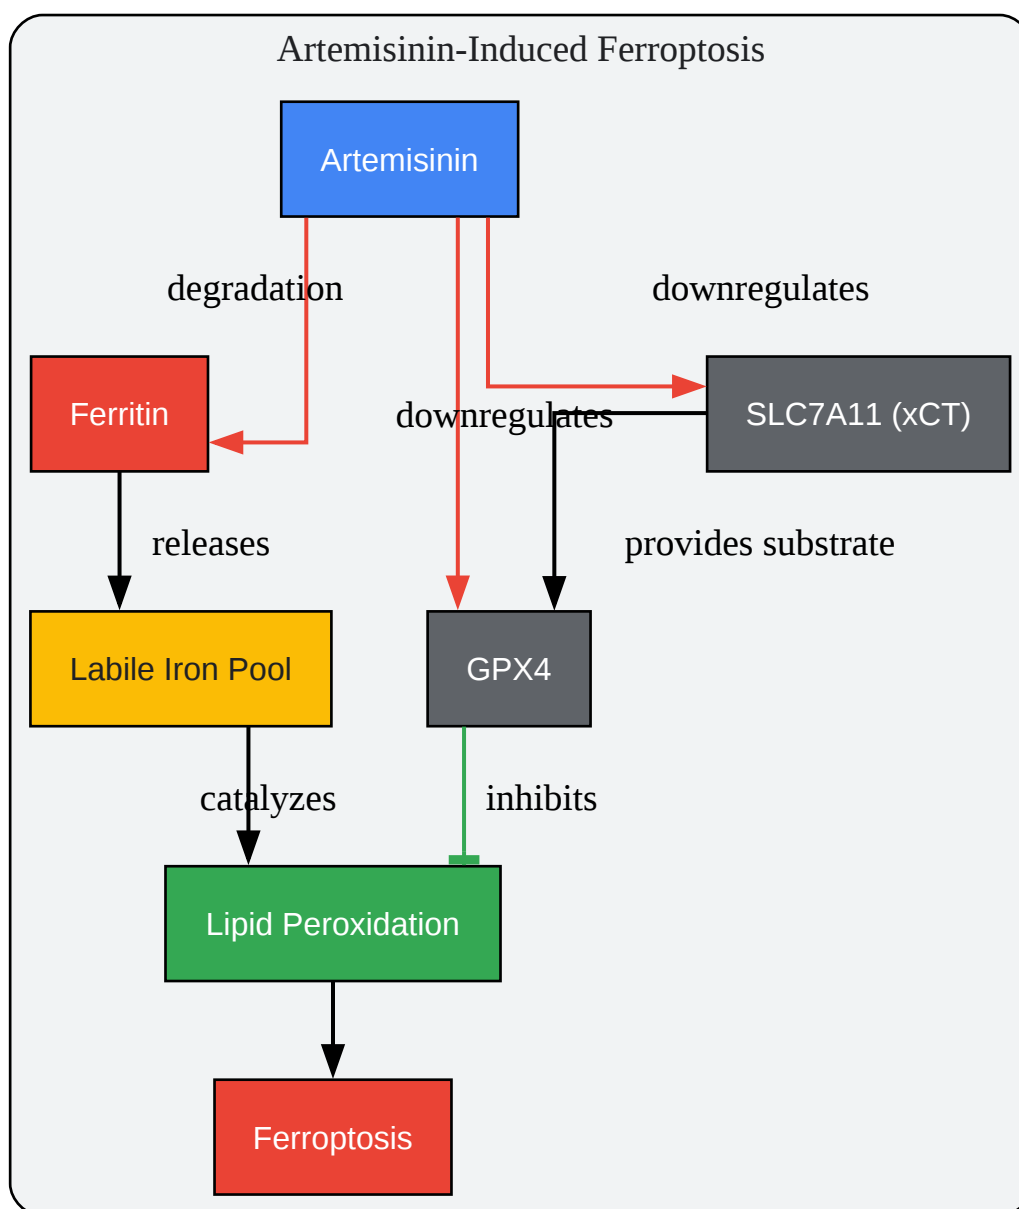 Artemisinin-Induced Ferroptosis
Artemisinin
degradation
downregulates
Ferritin
downregulates
SLC7A11 (xCT)
releases
provides substrate
Labile Iron Pool
GPX4
catalyzes
inhibits
Lipid Peroxidation
Ferroptosis